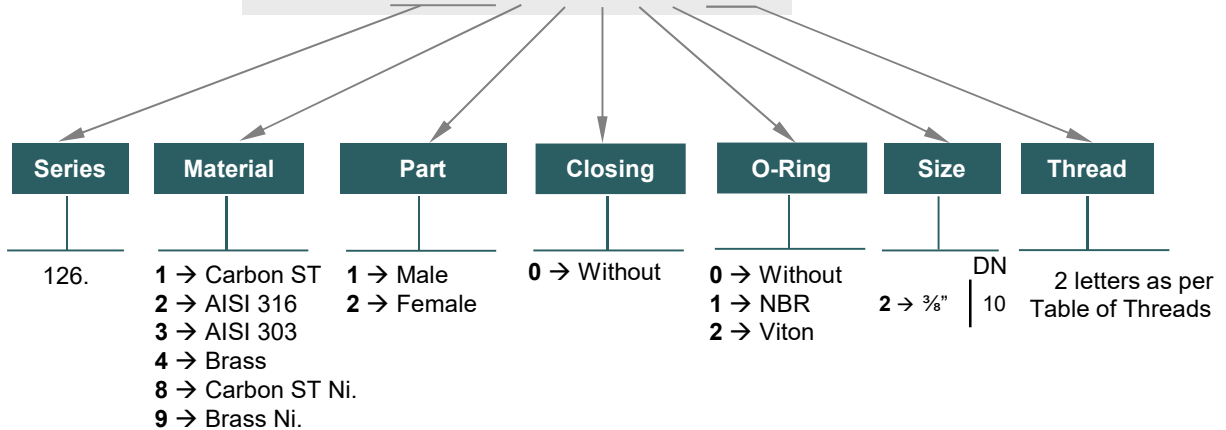 Series Material Part Closing O-Ring Size Thread
126.
1 → Carbon ST
2 → AISI 316
3 → AISI 303
4 → Brass
8 → Carbon ST Ni.
9 → Brass Ni.
1 → Male
2 → Female
0 → Without
0 → Without
1 → NBR
2 → Viton
DN
2 → ⅜” 10
2 letters as per
Table of Threads